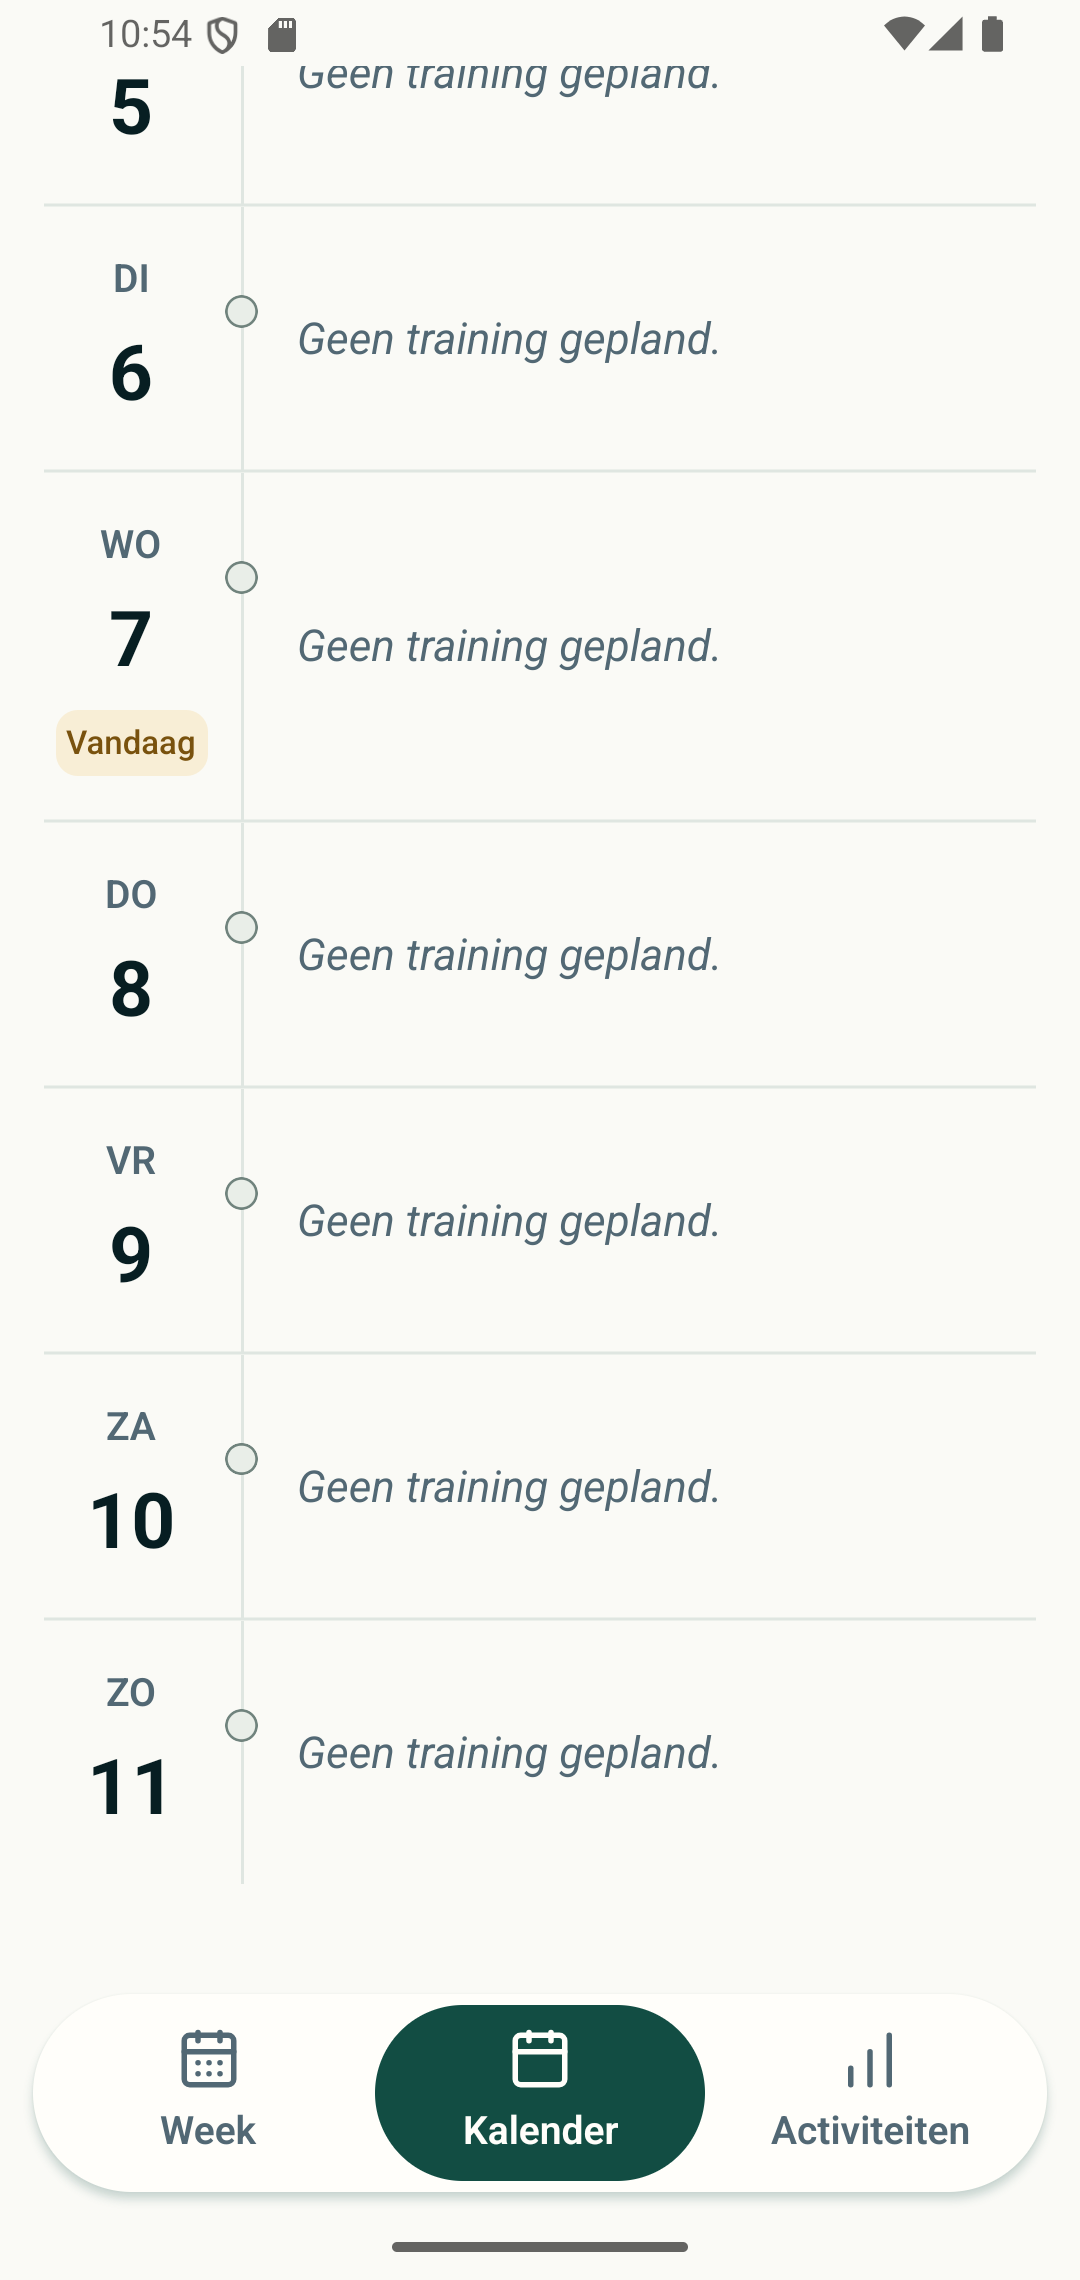 10:54
Geen training gepland.
5
DI
6
Geen training gepland.
WO
7
Geen training gepland.
Vandaag
DO
8
Geen training gepland.
VR
9
Geen training gepland.
ZA
10
Geen training gepland.
ZO
11
Geen training gepland.
Week
Kalender
Activiteiten